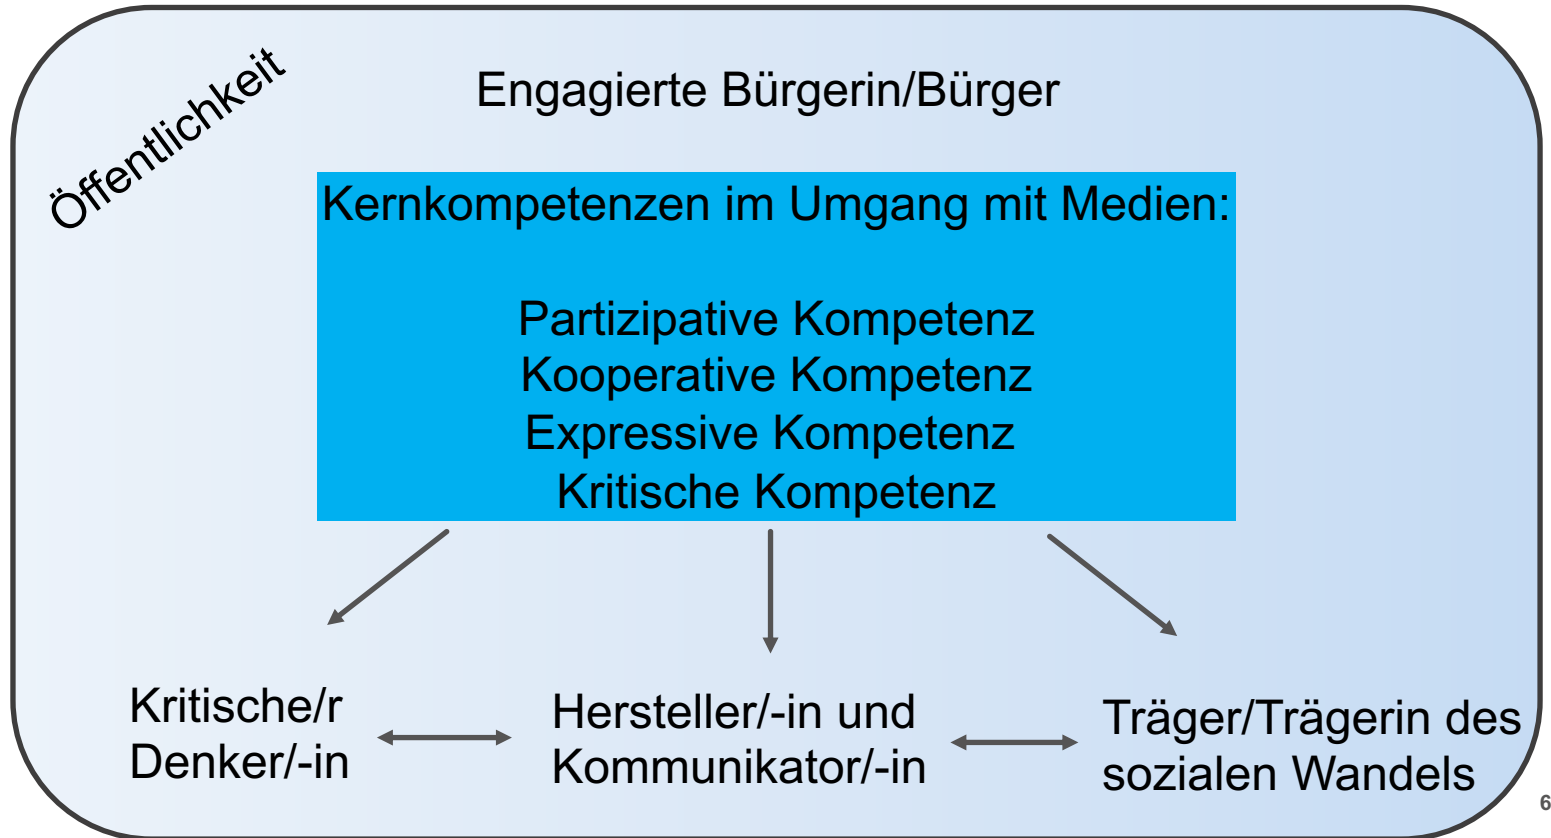 Öffentlichkeit
Engagierte Bürgerin/Bürger
Kernkompetenzen im Umgang mit Medien:
Partizipative Kompetenz
Kooperative Kompetenz
Expressive Kompetenz
Kritische Kompetenz
Kritische/r
Denker/-in
Hersteller/-in und
Kommunikator/-in
Träger/Trägerin des
sozialen Wandels
6